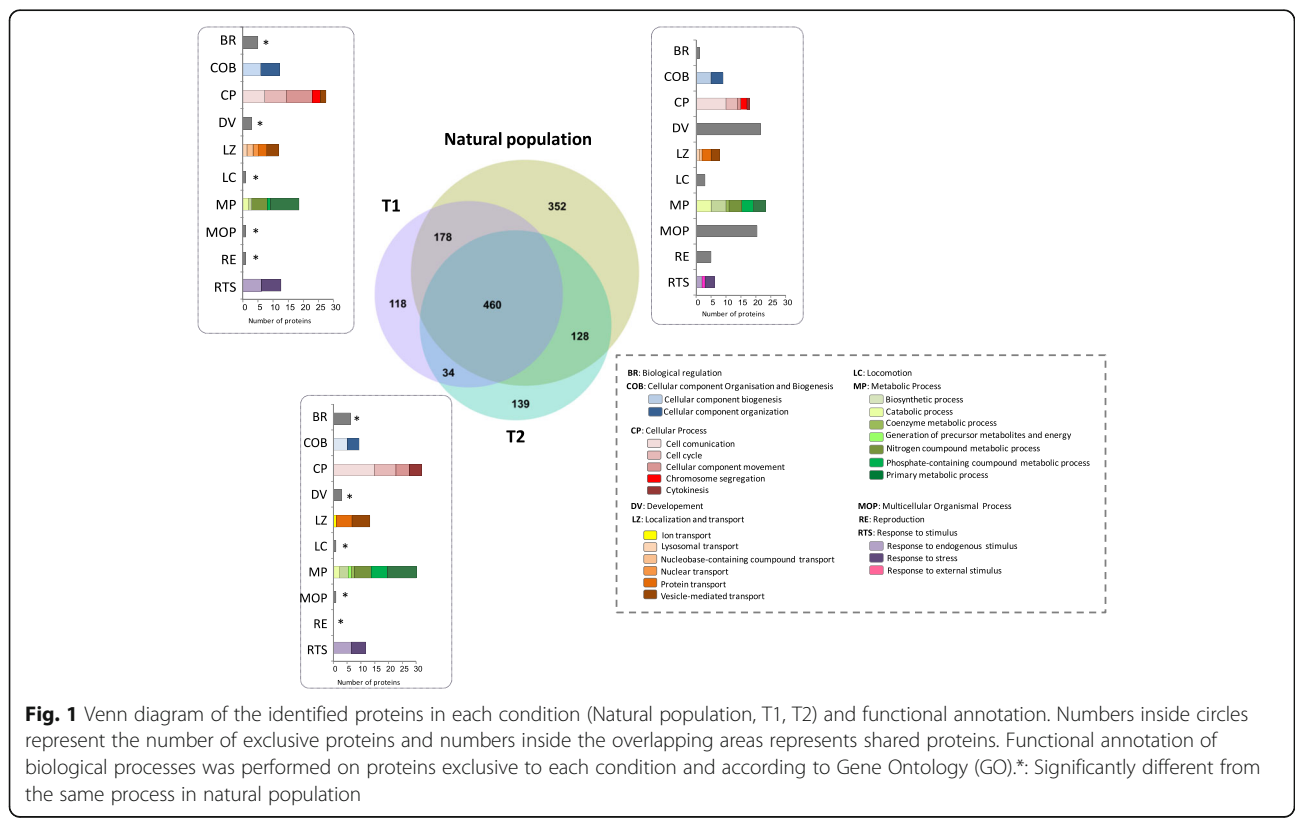 BR *
COB
CP
DV *
LZ
LC *
MP
MOP *
RE *
RTS
0 5 10 15 20 25 30
Number of proteins
Natural population
T1
352
178
118
460
128
34
139
T2
BR
COB
CP
DV
LZ
LC
MP
MOP
RE
RTS
0 5 10 15 20 25 30
Number of proteins
BR *
COB
CP
DV *
LZ
LC *
MP
MOP *
RE *
RTS
0 5 10 15 20 25 30
Number of proteins
BR: Biological regulation
COB: Cellular component Organisation and Biogenesis
Cellular component biogenesis
Cellular component organization
CP: Cellular Process
Cell comunication
Cell cycle
Cellular component movement
Chromosome segregation
Cytokinesis
DV: Developement
LZ: Localization and transport
Ion transport
Lysosomal transport
Nucleobase-containing coumpound transport
Nuclear transport
Protein transport
Vesicle-mediated transport
LC: Locomotion
MP: Metabolic Process
Biosynthetic process
Catabolic process
Coenzyme metabolic process
Generation of precursor metabolites and energy
Nitrogen coumpound metabolic process
Phosphate-containing coumpound metabolic process
Primary metabolic process
MOP: Multicellular Organismal Process
RE: Reproduction
RTS: Response to stimulus
Response to endogenous stimulus
Response to stress
Response to external stimulus
Fig. 1 Venn diagram of the identified proteins in each condition (Natural population, T1, T2) and functional annotation. Numbers inside circles
represent the number of exclusive proteins and numbers inside the overlapping areas represents shared proteins. Functional annotation of
biological processes was performed on proteins exclusive to each condition and according to Gene Ontology (GO).*: Significantly different from
the same process in natural population